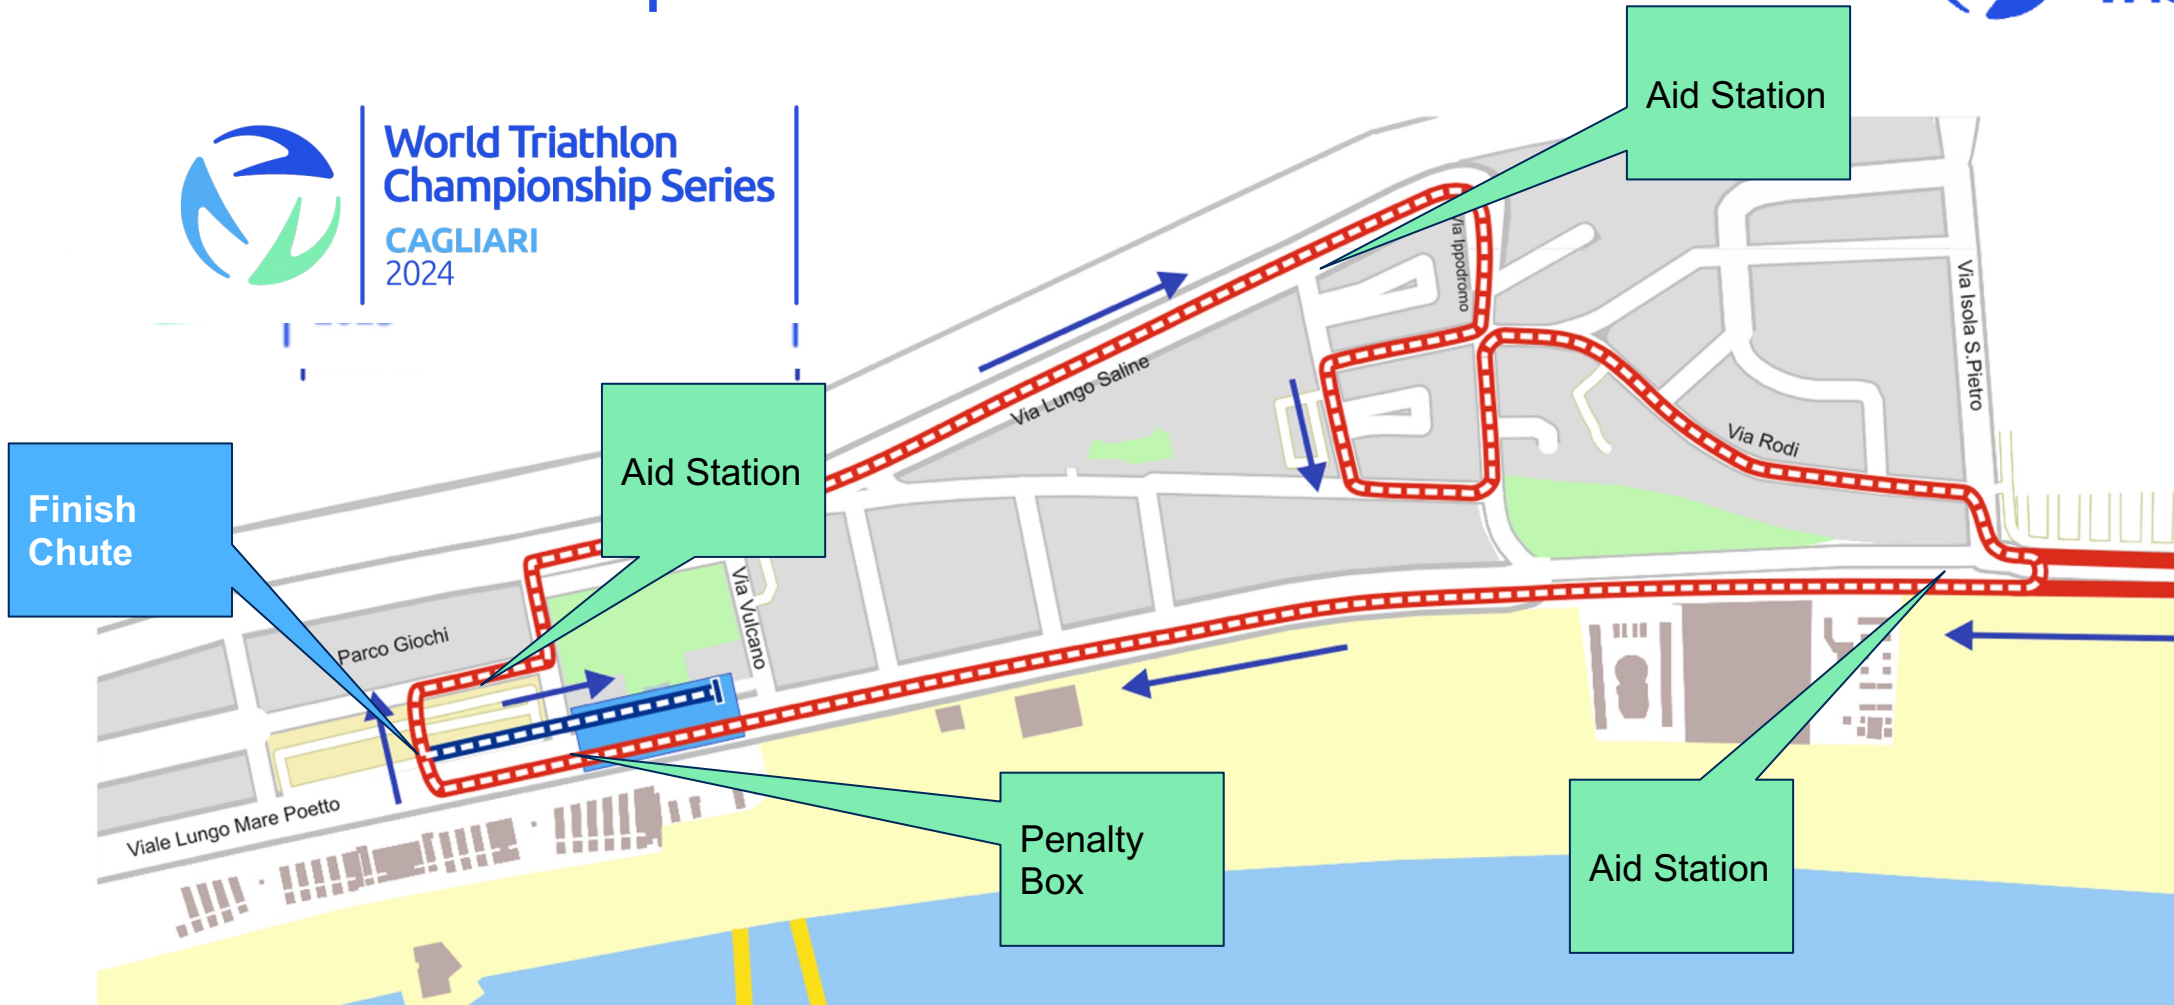 World Triathlon
Championship Series
CAGLIARI
2024
Aid Station
Via Ippodromo
Via Isola S.Pietro
Via Lungo Saline
Aid Station
Via Rodi
Finish
Chute
Via Vulcano
Parco Giochi
Viale Lungo Mare Poetto
Penalty
Box
Aid Station